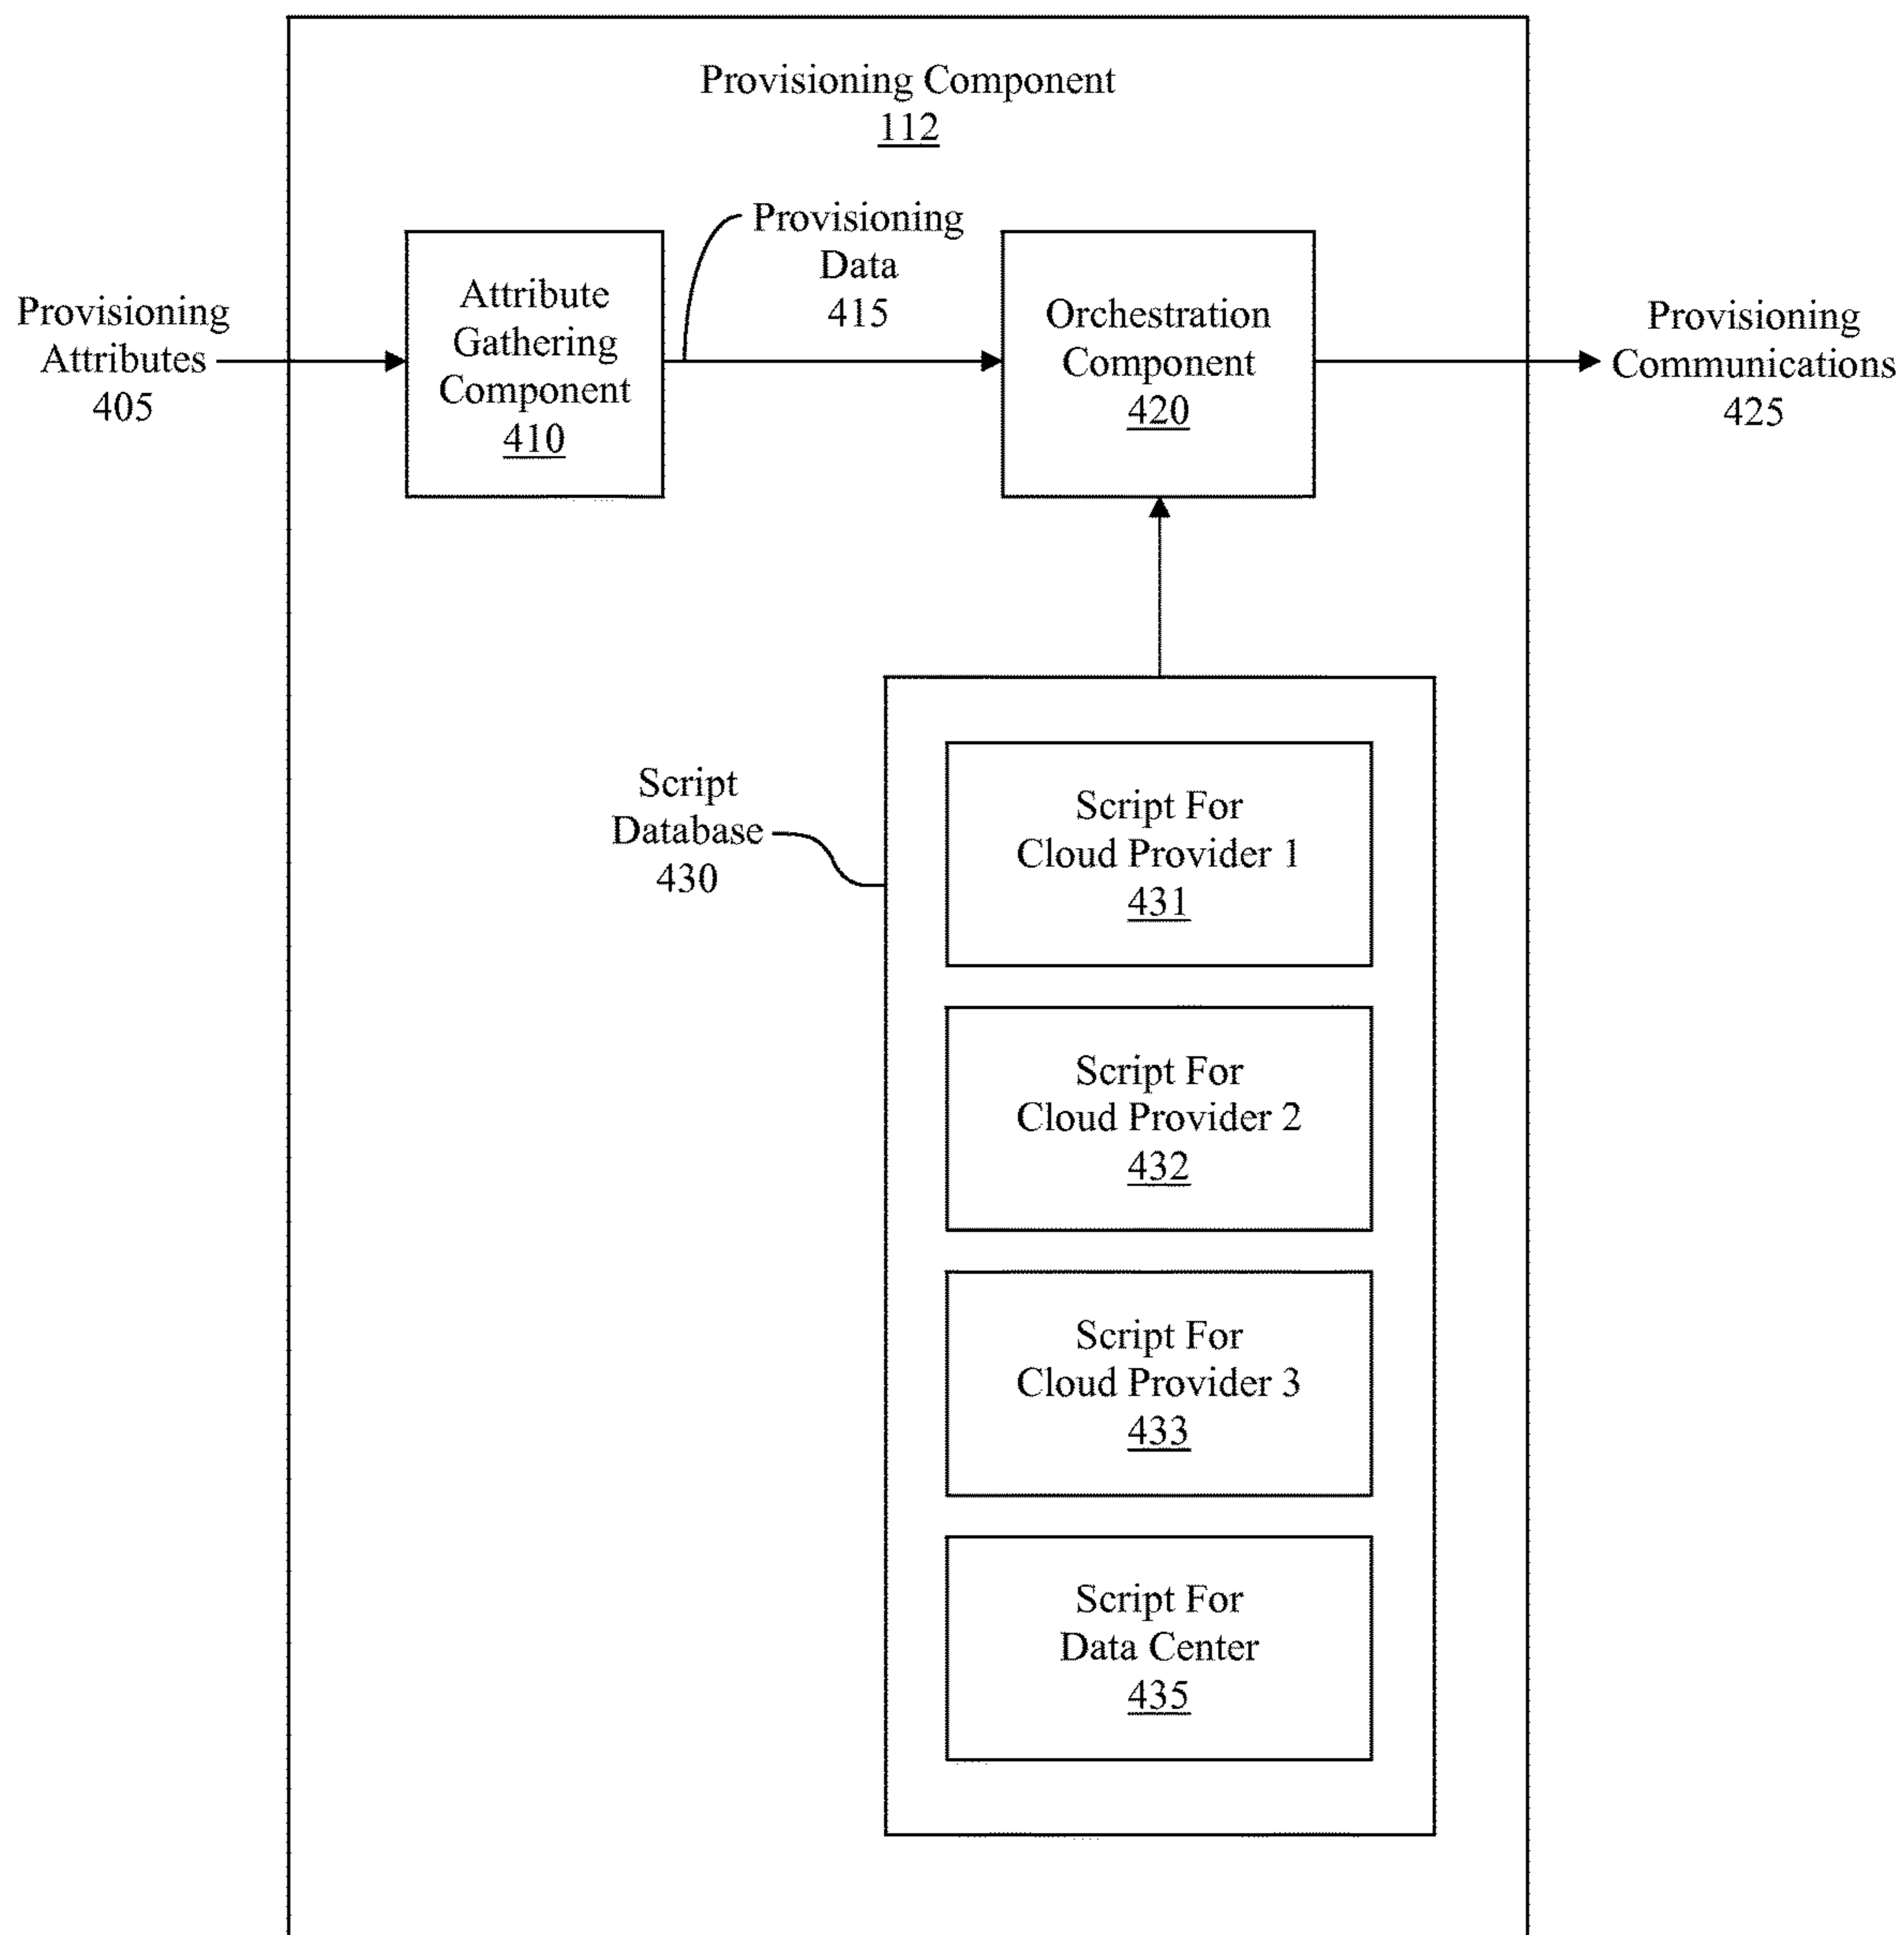 Provisioning Component
112
Provisioning
Attributes
405
Attribute
Gathering
Component
410
Provisioning
Data
415
Orchestration
Component
420
Provisioning
Communications
425
Script
Database
430
Script For
Cloud Provider 1
431
Script For
Cloud Provider 2
432
Script For
Cloud Provider 3
433
Script For
Data Center
435